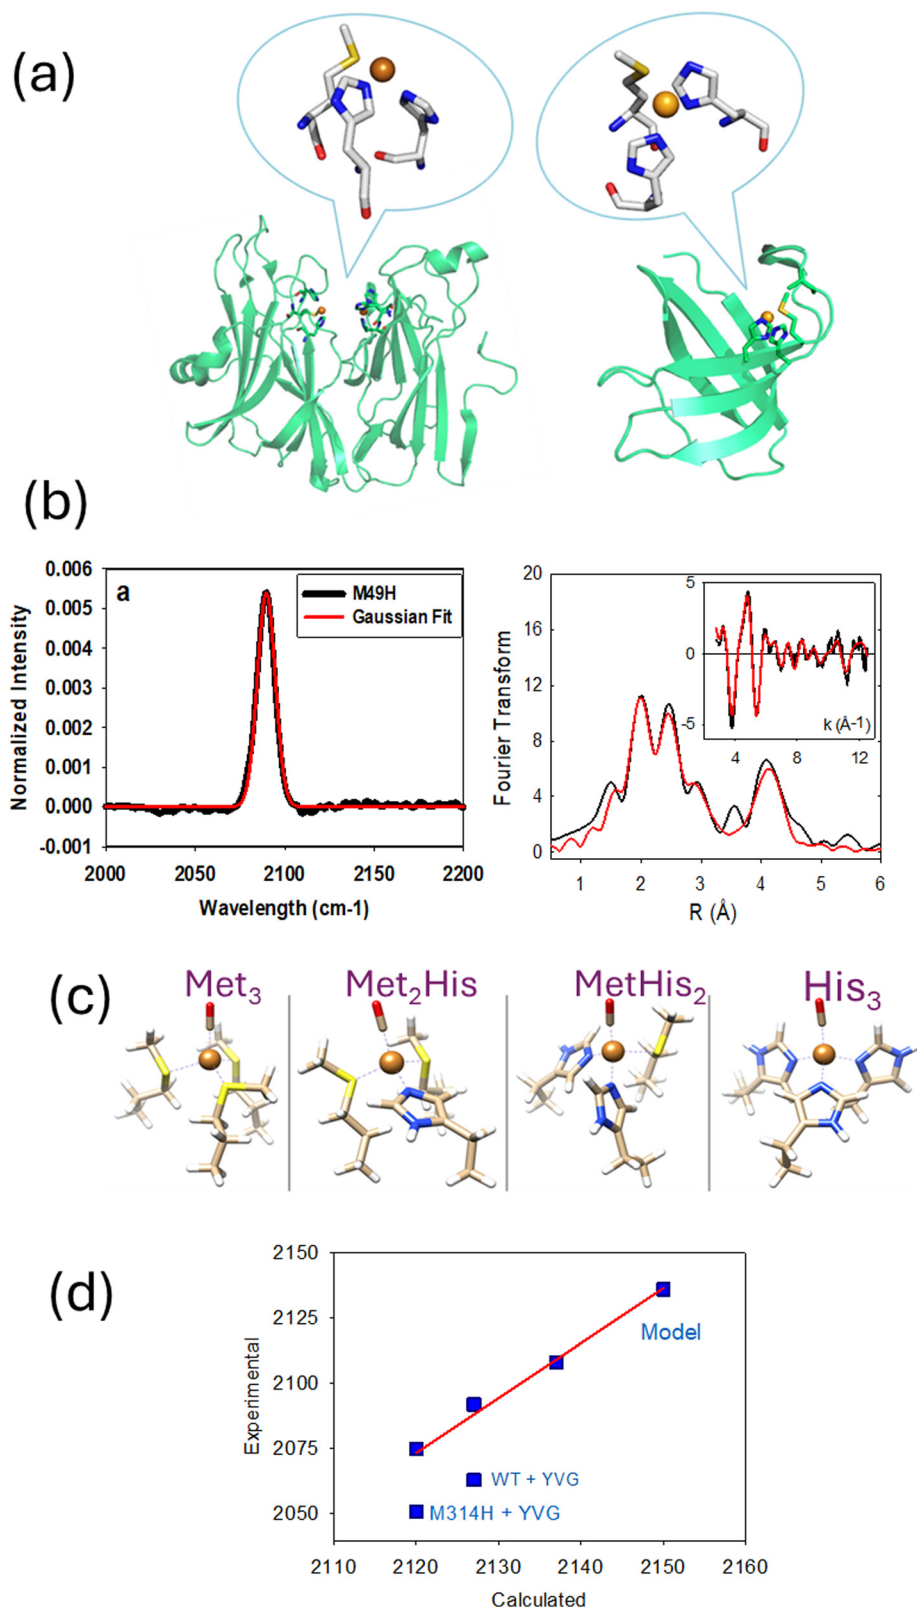 (a)
(b)
a
M49H
Gaussian Fit
0.006
0.005
0.004
0.003
0.002
0.001
0.000
-0.001
Normalized Intensity
2000 2050 2100 2150 2200
Wavelength (cm-1)
20
16
12
8
4
0
Fourier Transform
5
0
-5
k (Å-1)
4 8 12
1 2 3 4 5 6
R (Å)
(c)
Met3
Met2His
MetHis2
His3
(d)
2150
2125
2100
2075
2050
Experimental
Model
WT + YVG
M314H + YVG
2110 2120 2130 2140 2150 2160
Calculated